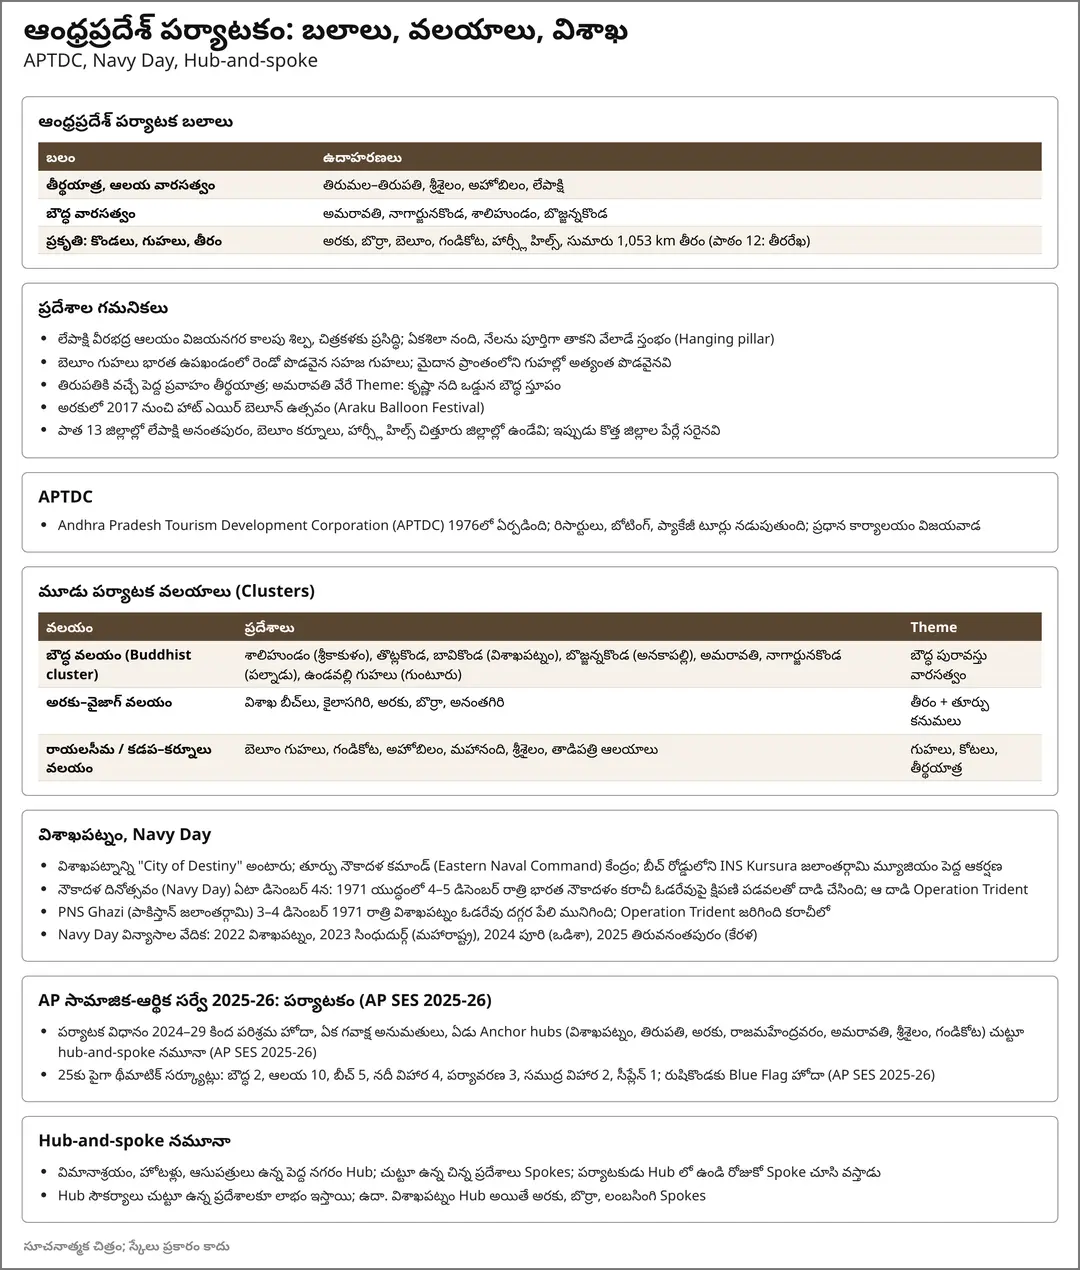 ఆంధ్రప్రదేశ్ పర్యాటకం: బలాలు, వలయాలు, విశాఖ
APTDC, Navy Day, Hub-and-spoke
ఆంధ్రప్రదేశ్ పర్యాటక బలాలు
బలం ఉదాహరణలు
తీర్థయాత్ర, ఆలయ వారసత్వం తిరుమల–తిరుపతి, శ్రీశైలం, అహోబిలం, లేపాక్షి
బౌద్ధ వారసత్వం అమరావతి, నాగార్జునకొండ, శాలిహుండం, బొజ్జన్నకొండ
ప్రకృతి: కొండలు, గుహలు, తీరం అరకు, బొర్రా, బెలూం, గండికోట, హార్స్లీ హిల్స్, సుమారు 1,053 km తీరం (పాఠం 12: తీరరేఖ)
ప్రదేశాల గమనికలు
• లేపాక్షి వీరభద్ర ఆలయం విజయనగర కాలపు శిల్ప, చిత్రకళకు ప్రసిద్ధి; ఏకశిలా నంది, నేలను పూర్తిగా తాకని వేలాడే స్తంభం (Hanging pillar)
• బెలూం గుహలు భారత ఉపఖండంలో రెండో పొడవైన సహజ గుహలు; మైదాన ప్రాంతంలోని గుహల్లో అత్యంత పొడవైనవి
• తిరుపతికి వచ్చే పెద్ద ప్రవాహం తీర్థయాత్ర; అమరావతి వేరే Theme: కృష్ణా నది ఒడ్డున బౌద్ధ స్తూపం
• అరకులో 2017 నుంచి హాట్ ఎయిర్ బెలూన్ ఉత్సవం (Araku Balloon Festival)
• పాత 13 జిల్లాల్లో లేపాక్షి అనంతపురం, బెలూం కర్నూలు, హార్స్లీ హిల్స్ చిత్తూరు జిల్లాల్లో ఉండేవి; ఇప్పుడు కొత్త జిల్లాల పేర్లే సరైనవి
APTDC
• Andhra Pradesh Tourism Development Corporation (APTDC) 1976లో ఏర్పడింది; రిసార్టులు, బోటింగ్, ప్యాకేజీ టూర్లు నడుపుతుంది; ప్రధాన కార్యాలయం విజయవాడ
మూడు పర్యాటక వలయాలు (Clusters)
వలయం ప్రదేశాలు Theme
బౌద్ధ వలయం (Buddhist cluster) శాలిహుండం (శ్రీకాకుళం), తొట్లకొండ, బావికొండ (విశాఖపట్నం), బొజ్జన్నకొండ (అనకాపల్లి), అమరావతి, నాగార్జునకొండ (పల్నాడు), ఉండవల్లి గుహలు (గుంటూరు) బౌద్ధ పురావస్తు వారసత్వం
అరకు–వైజాగ్ వలయం విశాఖ బీచ్‌లు, కైలాసగిరి, అరకు, బొర్రా, అనంతగిరి తీరం + తూర్పు కనుమలు
రాయలసీమ / కడప–కర్నూలు వలయం బెలూం గుహలు, గండికోట, అహోబిలం, మహానంది, శ్రీశైలం, తాడిపత్రి ఆలయాలు గుహలు, కోటలు, తీర్థయాత్ర
విశాఖపట్నం, Navy Day
• విశాఖపట్నాన్ని "City of Destiny" అంటారు; తూర్పు నౌకాదళ కమాండ్ (Eastern Naval Command) కేంద్రం; బీచ్ రోడ్డులోని INS Kursura జలాంతర్గామి మ్యూజియం పెద్ద ఆకర్షణ
• నౌకాదళ దినోత్సవం (Navy Day) ఏటా డిసెంబర్ 4న: 1971 యుద్ధంలో 4–5 డిసెంబర్ రాత్రి భారత నౌకాదళం కరాచీ ఓడరేవుపై క్షిపణి పడవలతో దాడి చేసింది; ఆ దాడి Operation Trident
• PNS Ghazi (పాకిస్తాన్ జలాంతర్గామి) 3–4 డిసెంబర్ 1971 రాత్రి విశాఖపట్నం ఓడరేవు దగ్గర పేలి మునిగింది; Operation Trident జరిగింది కరాచీలో
• Navy Day విన్యాసాల వేదిక: 2022 విశాఖపట్నం, 2023 సింధుదుర్గ్ (మహారాష్ట్ర), 2024 పూరి (ఒడిశా), 2025 తిరువనంతపురం (కేరళ)
AP సామాజిక-ఆర్థిక సర్వే 2025-26: పర్యాటకం (AP SES 2025-26)
• పర్యాటక విధానం 2024–29 కింద పరిశ్రమ హోదా, ఏక గవాక్ష అనుమతులు, ఏడు Anchor hubs (విశాఖపట్నం, తిరుపతి, అరకు, రాజమహేంద్రవరం, అమరావతి, శ్రీశైలం, గండికోట) చుట్టూ
hub-and-spoke నమూనా (AP SES 2025-26)
• 25కు పైగా థీమాటిక్ సర్క్యూట్లు: బౌద్ధ 2, ఆలయ 10, బీచ్ 5, నదీ విహార 4, పర్యావరణ 3, సముద్ర విహార 2, సీప్లేన్ 1; రుషికొండకు Blue Flag హోదా (AP SES 2025-26)
Hub-and-spoke నమూనా
• విమానాశ్రయం, హోటళ్లు, ఆసుపత్రులు ఉన్న పెద్ద నగరం Hub; చుట్టూ ఉన్న చిన్న ప్రదేశాలు Spokes; పర్యాటకుడు Hub లో ఉండి రోజుకో Spoke చూసి వస్తాడు
• Hub సౌకర్యాలు చుట్టూ ఉన్న ప్రదేశాలకూ లాభం ఇస్తాయి; ఉదా. విశాఖపట్నం Hub అయితే అరకు, బొర్రా, లంబసింగి Spokes
సూచనాత్మక చిత్రం; స్కేలు ప్రకారం కాదు